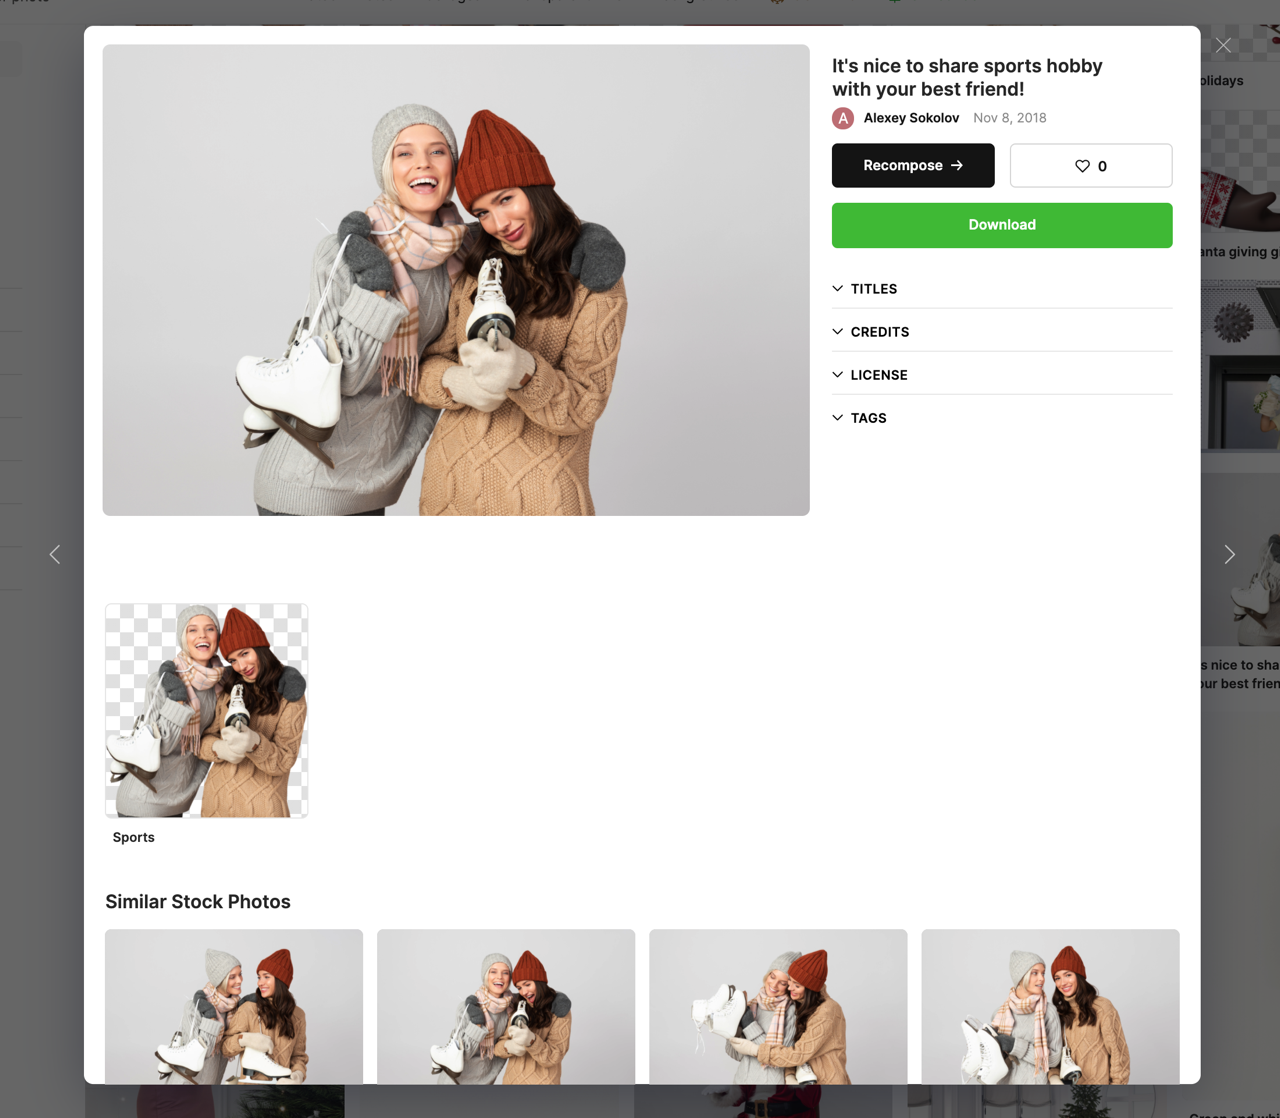 It's nice to share sports hobby
with your best friend!
A Alexey Sokolov Nov 8, 2018
Recompose → 0
Download
TITLES
CREDITS
LICENSE
TAGS
Sports
Similar Stock Photos
olidays
anta giving g
s nice to sha
our best frien